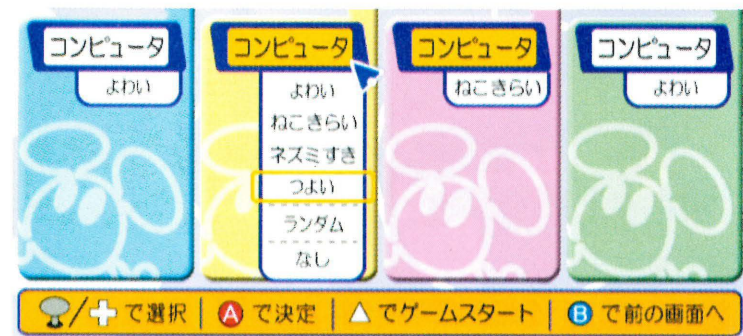 コンピュータ
よわい
コンピュータ
よわい
ねこきらい
ネズミすき
つよい
ランダム
なし
コンピュータ
ねこきらい
コンピュータ
よわい
/ で選択 | A で決定 | △ でゲームスタート | B で前の画面へ